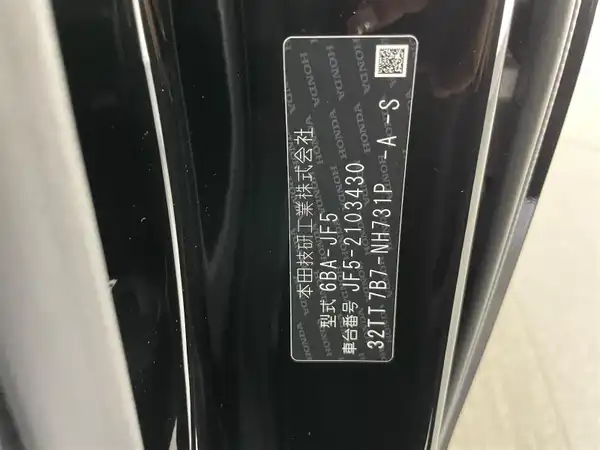 本田技研工業株式会社
型式 6BA-JF5
車台番号 JF5-2103430
32TJ7B7-NH731P -A -S